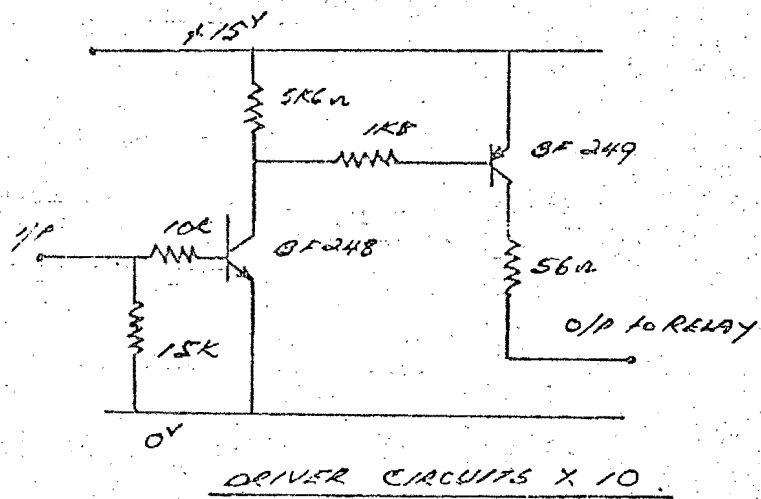 +15V
5K6Ω
1K8
BF249
I/P
10K
BF248
56Ω
O/P to RELAY
15K
0V
DRIVER CIRCUITS X 10.